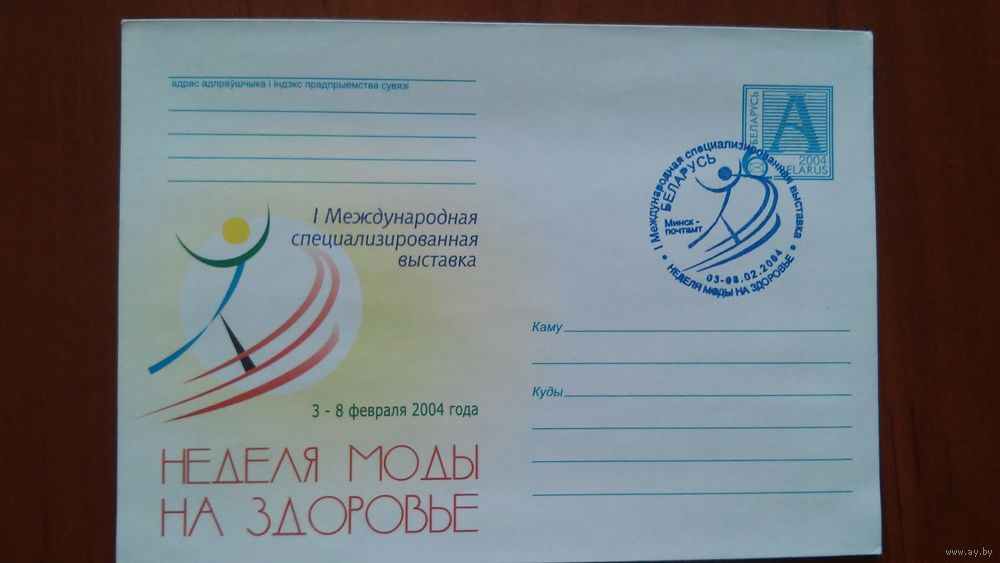 адрас адпраўшчыка і індэкс прадпрыемства сувязі
I Международная
специализированная
выставка
3 - 8 февраля 2004 года
НЕДЕЛЯ МОДЫ
НА ЗДОРОВЬЕ
БЕЛАРУСЬ
А
2004
BELARUS
I Международная специализированная выставка
БЕЛАРУСЬ
Минск-
почтамт
03-08.02.2004
• НЕДЕЛЯ МОДЫ НА ЗДОРОВЬЕ •
Каму
Куды
www.ay.by